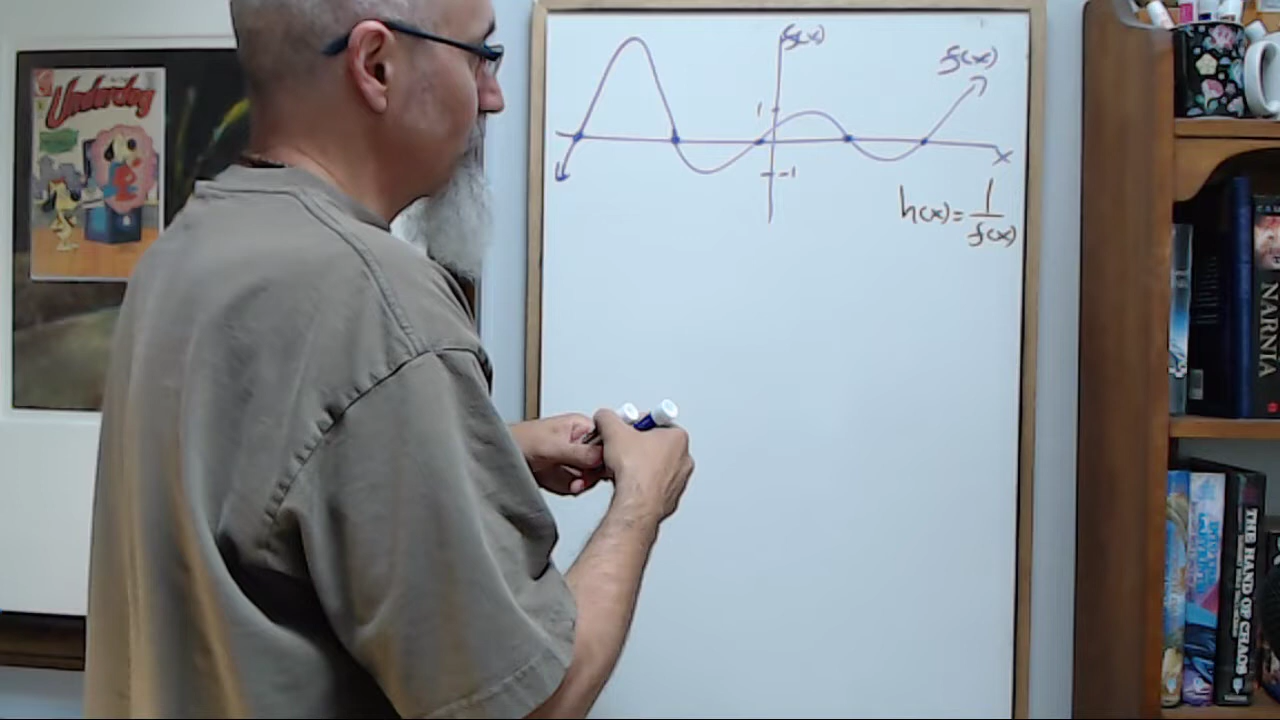 Underdog
f(x)
f(x)
1
x
-1
h(x)=1/f(x)
NARNIA
THE HAND OF CHAOS